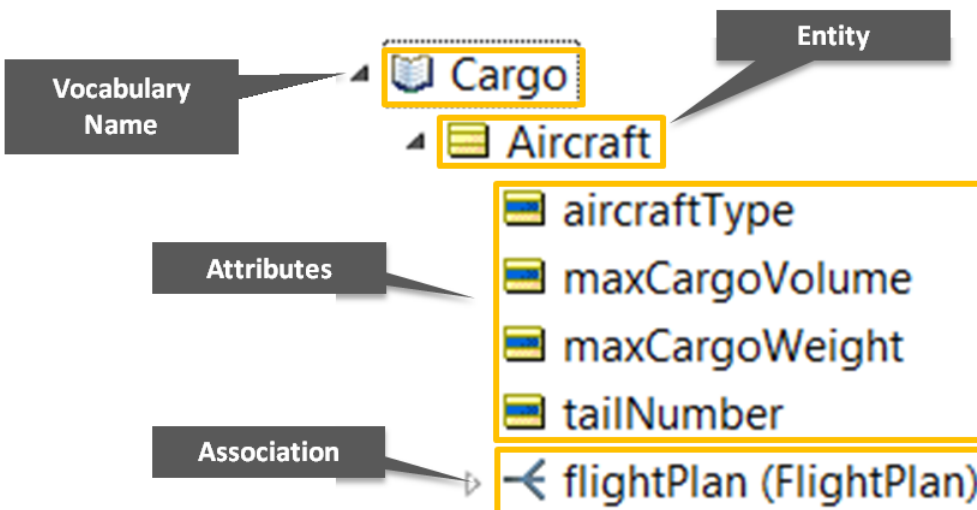 Entity
Vocabulary
Name
Cargo
Aircraft
Attributes
aircraftType
maxCargoVolume
maxCargoWeight
tailNumber
Association
flightPlan (FlightPlan)